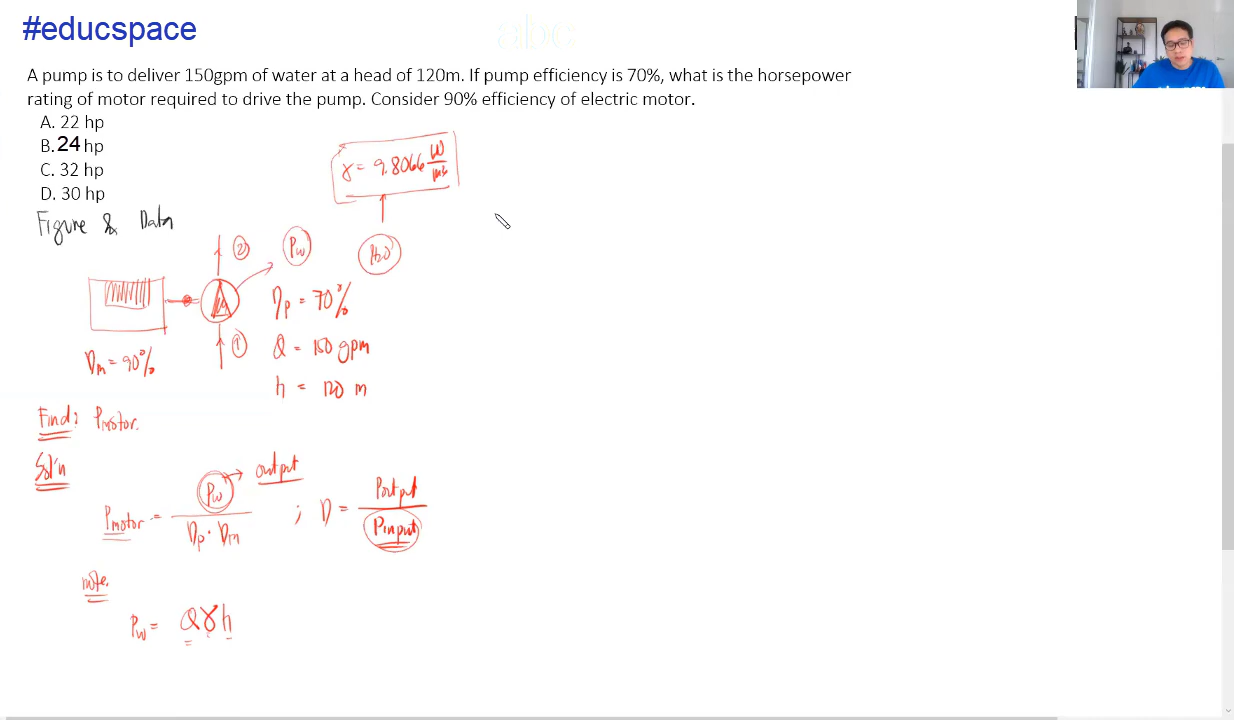 #educspace
abc
A pump is to deliver 150gpm of water at a head of 120m. If pump efficiency is 70%, what is the horsepower
rating of motor required to drive the pump. Consider 90% efficiency of electric motor.
A. 22 hp
B. 24 hp
C. 32 hp
D. 30 hp
γ = 9.8066
Figure & Data
2
Pw
H2O
ηp = 70%
1
Q = 150 gpm
ηm = 90%
h = 120 m
Find: Pmotor.
Sol'n
Pmotor = Pw / ηp · ηm → output ; η = Poutput / Pinput
note.
Pw = Qγh